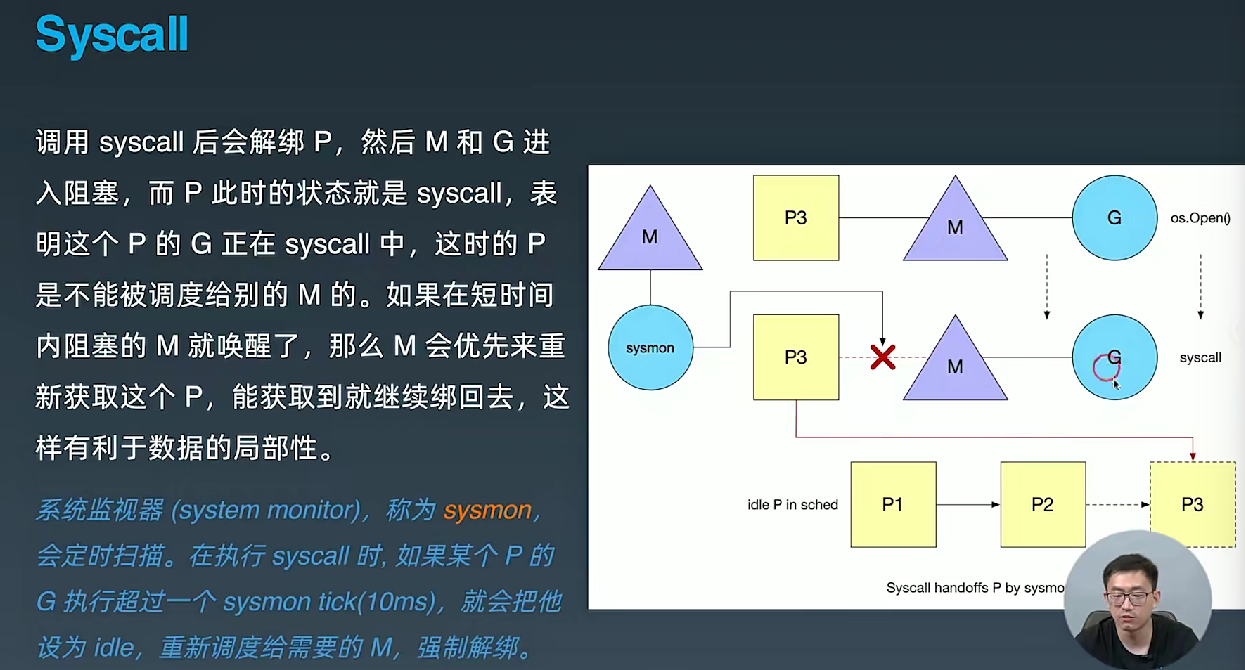 Syscall
调用 syscall 后会解绑 P，然后 M 和 G 进
入阻塞，而 P 此时的状态就是 syscall，表
明这个 P 的 G 正在 syscall 中，这时的 P
是不能被调度给别的 M 的。如果在短时间
内阻塞的 M 就唤醒了，那么 M 会优先来重
新获取这个 P，能获取到就继续绑回去，这
样有利于数据的局部性。
系统监视器 (system monitor)，称为 sysmon，
会定时扫描。在执行 syscall 时, 如果某个 P 的
G 执行超过一个 sysmon tick(10ms)，就会把他
设为 idle，重新调度给需要的 M，强制解绑。
M
P3
M
G
os.Open()
sysmon
P3
M
G
syscall
idle P in sched
P1
P2
P3
Syscall handoffs P by sysmo